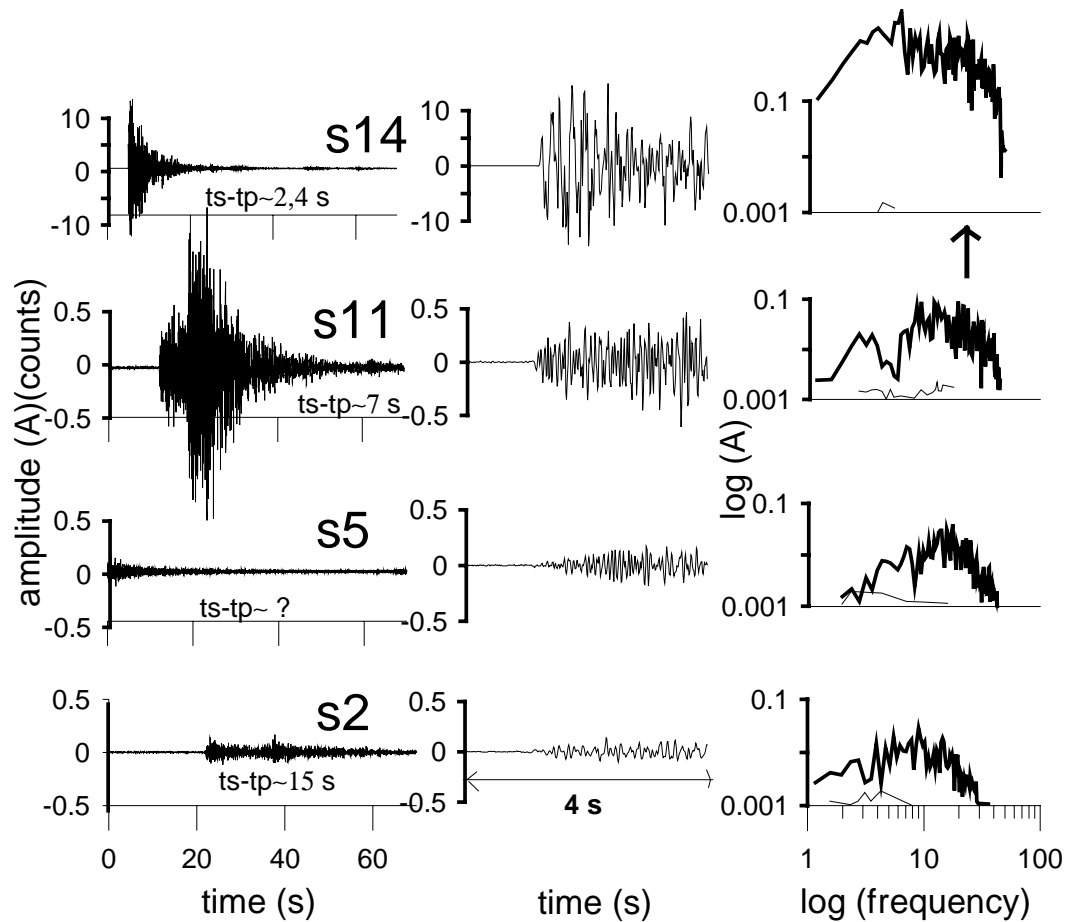 10
0
-10
s14
ts-tp~2,4 s
10
0
-10
0.1
0.001
amplitude (A)(counts)
0.5
0
-0.5
s11
ts-tp~7 s
0.5
0
-0.5
log (A)
0.1
0.001
0.5
0
-0.5
s5
ts-tp~ ?
0.5
0
-0.5
0.1
0.001
0.5
0
-0.5
s2
ts-tp~15 s
0.5
0
-0.5
4 s
0.1
0.001
0 20 40 60
1 10 100
time (s)
time (s)
log (frequency)